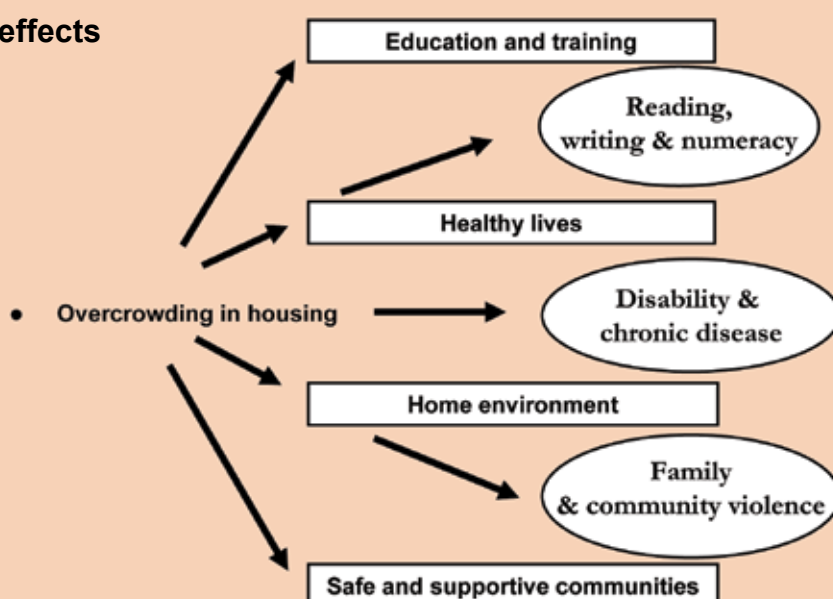 effects
Education and training
Reading,
writing & numeracy
Healthy lives
Disability &
chronic disease
• Overcrowding in housing
Home environment
Family
& community violence
Safe and supportive communities